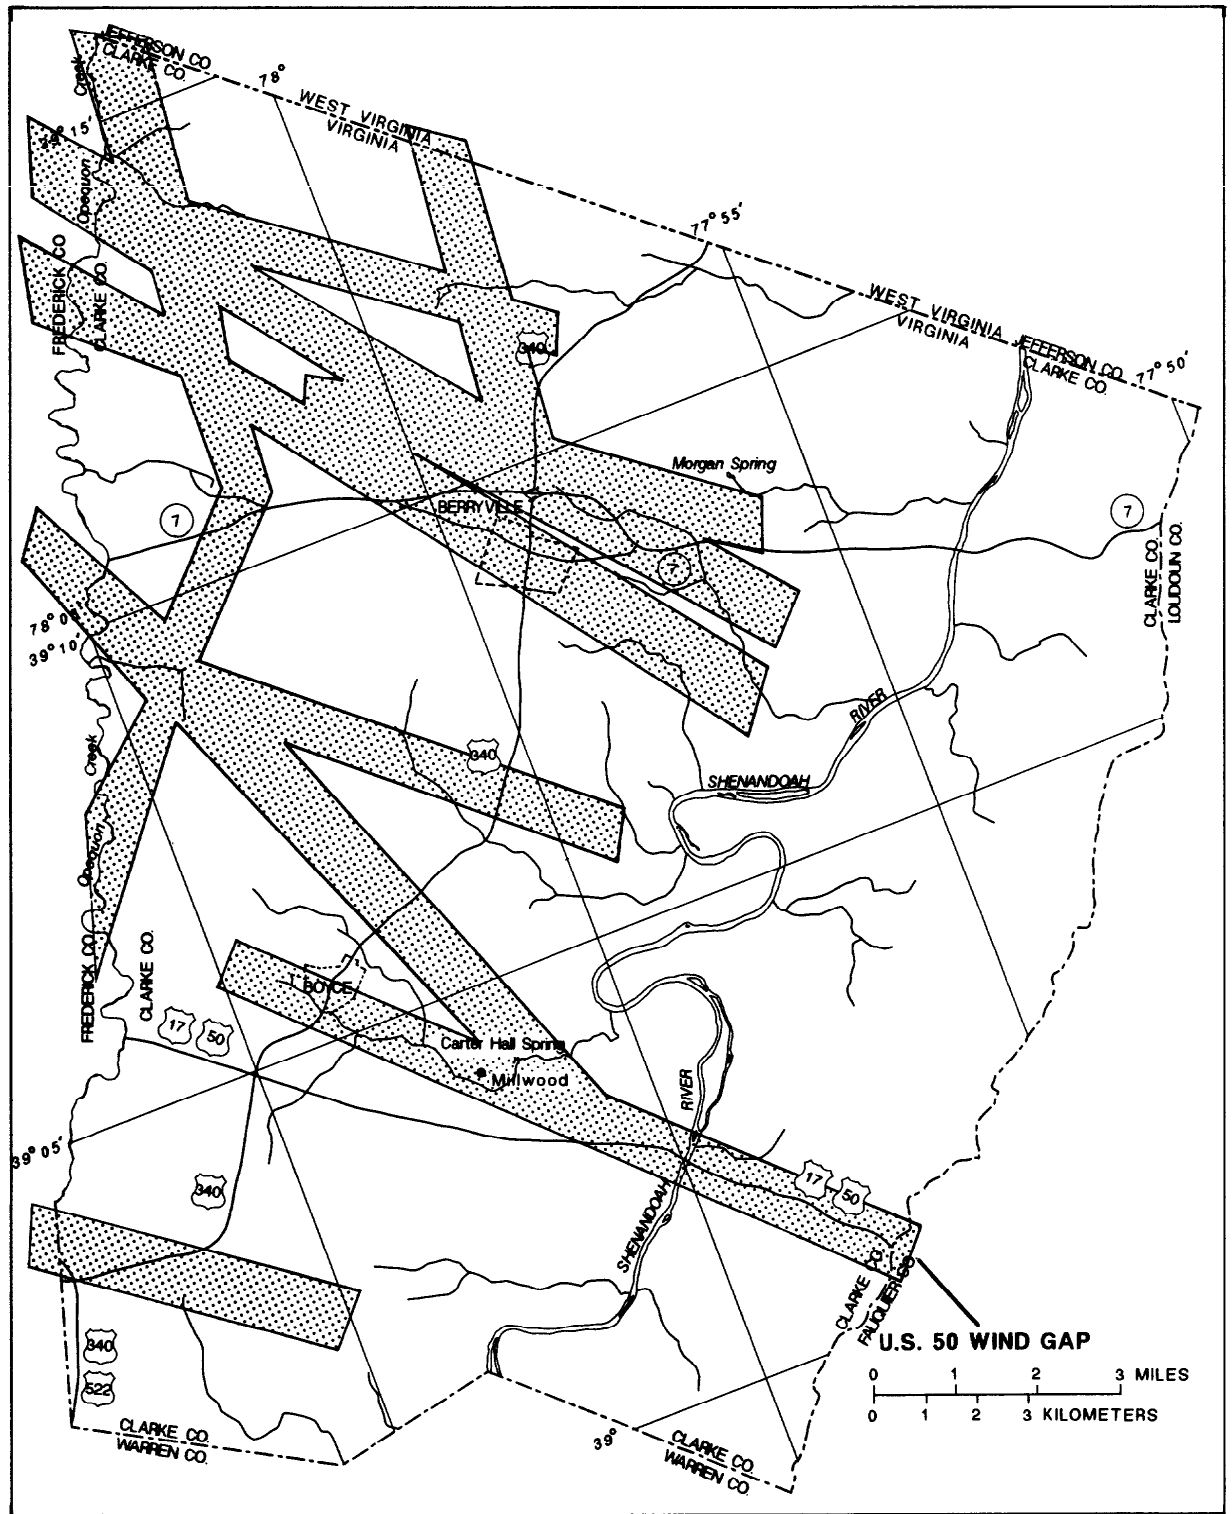 JEFFERSON CO
CLARKE CO.
78°
WEST VIRGINIA
VIRGINIA
Creek
39° 15'
Opequon
77° 55'
FREDERICK CO
CLARKE CO.
WEST VIRGINIA
VIRGINIA
JEFFERSON CO.
CLARKE CO.
77° 50'
340
Morgan Spring
7
BERRYVILLE
7
7
CLARKE CO.
LOUDOUN CO.
78° 05'
39° 10'
RIVER
340
SHENANDOAH
Creek
Opequon
FREDERICK CO.
CLARKE CO.
BOYCE
17
50
Carter Hall Spring
Millwood
RIVER
39° 05'
340
17
50
SHENANDOAH
CLARKE CO
FAUQUIER CO
U.S. 50 WIND GAP
0 1 2 3 MILES
0 1 2 3 KILOMETERS
340
522
CLARKE CO.
WARREN CO.
39°
CLARKE CO.
WARREN CO.